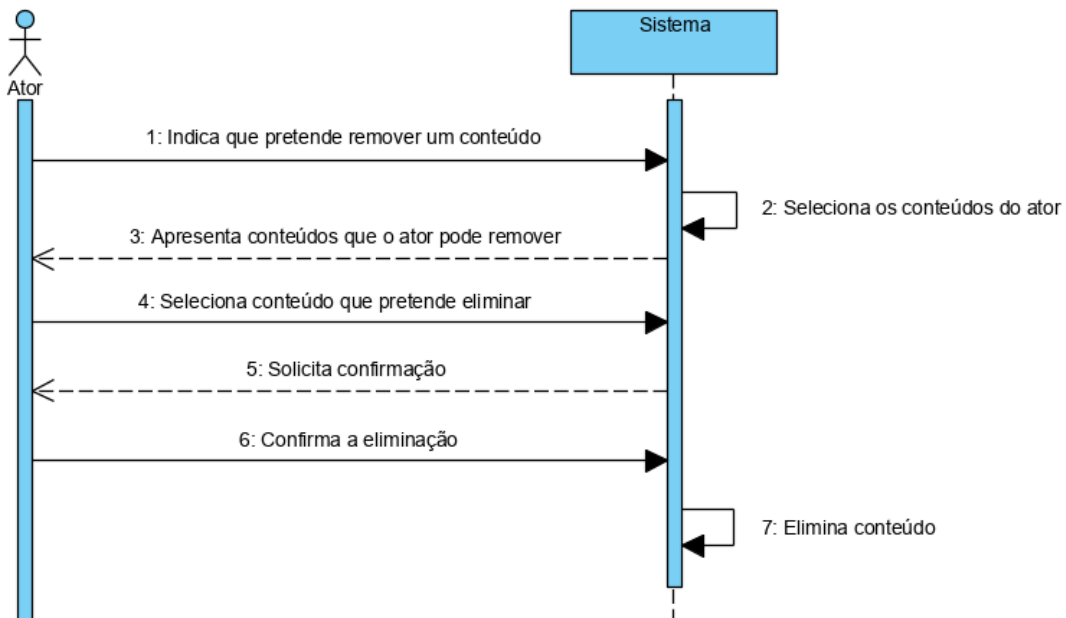 Sistema
Ator
1: Indica que pretende remover um conteúdo
2: Seleciona os conteúdos do ator
3: Apresenta conteúdos que o ator pode remover
4: Seleciona conteúdo que pretende eliminar
5: Solicita confirmação
6: Confirma a eliminação
7: Elimina conteúdo